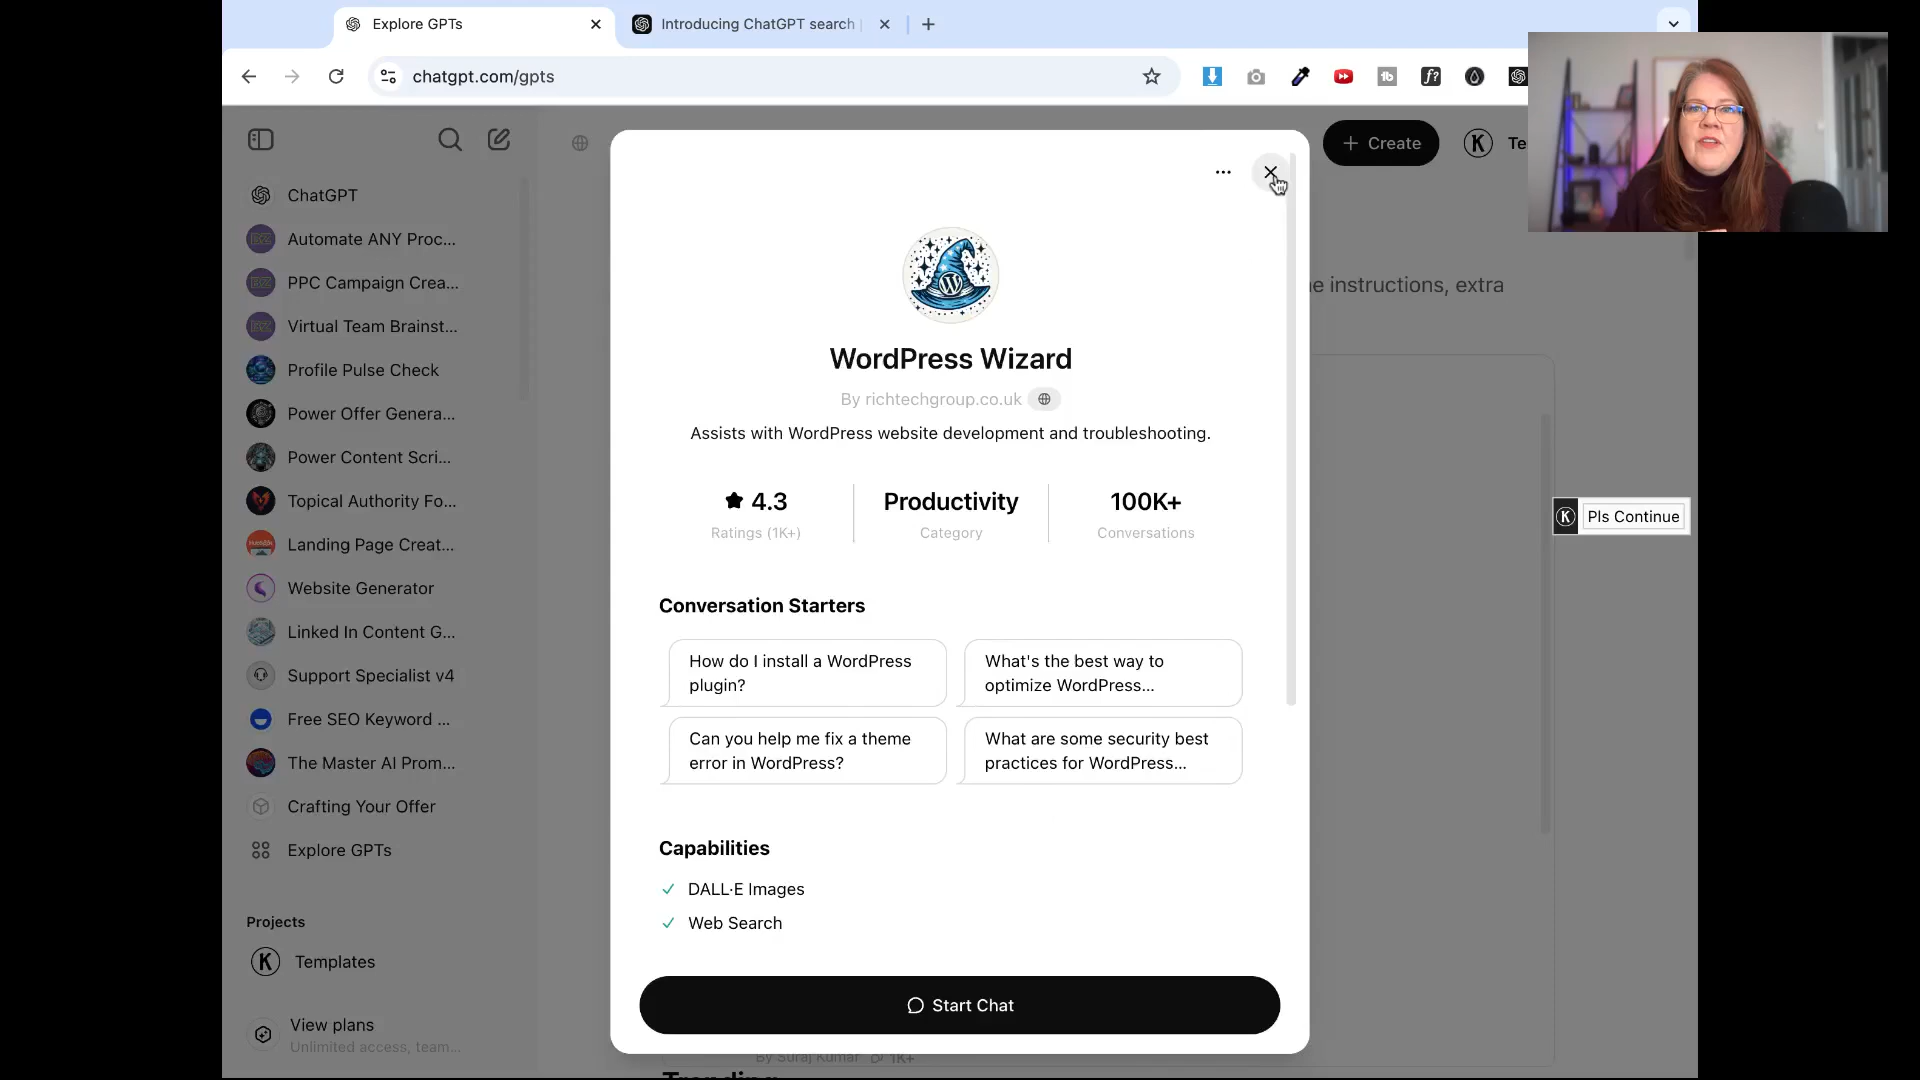 Explore GPTs
Introducing ChatGPT search
chatgpt.com/gpts
Create
K
Te
e instructions, extra
ChatGPT
Automate ANY Proc...
PPC Campaign Crea...
Virtual Team Brainst...
Profile Pulse Check
Power Offer Genera...
Power Content Scri...
Topical Authority Fo...
Landing Page Creat...
Website Generator
Linked In Content G...
Support Specialist v4
Free SEO Keyword ...
The Master AI Prom...
Crafting Your Offer
Explore GPTs
Projects
K Templates
View plans
Unlimited access, team...
WordPress Wizard
By richtechgroup.co.uk
Assists with WordPress website development and troubleshooting.
4.3
Ratings (1K+)
Productivity
Category
100K+
Conversations
Conversation Starters
How do I install a WordPress
plugin?
What's the best way to
optimize WordPress...
Can you help me fix a theme
error in WordPress?
What are some security best
practices for WordPress...
Capabilities
DALL·E Images
Web Search
Start Chat
By Suraj Kumar 1K+
Trending
K Pls Continue